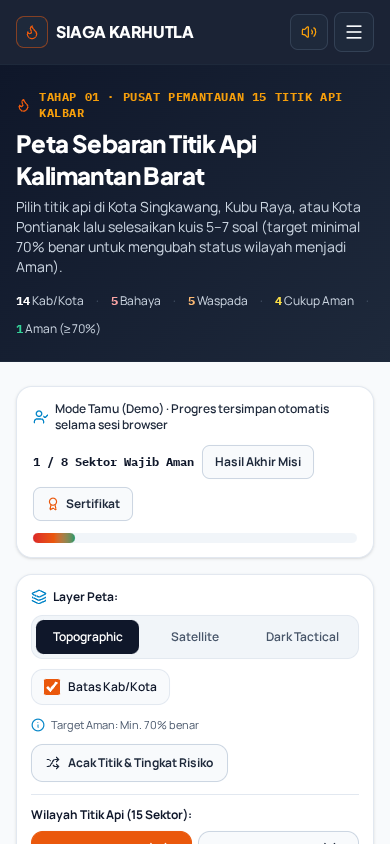 SIAGA KARHUTLA
TAHAP 01 · PUSAT PEMANTAUAN 15 TITIK API
KALBAR
Peta Sebaran Titik Api
Kalimantan Barat
Pilih titik api di Kota Singkawang, Kubu Raya, atau Kota
Pontianak lalu selesaikan kuis 5–7 soal (target minimal
70% benar untuk mengubah status wilayah menjadi
Aman).
14 Kab/Kota · 5 Bahaya · 5 Waspada · 4 Cukup Aman ·
1 Aman (≥70%)
Mode Tamu (Demo) · Progres tersimpan otomatis
selama sesi browser
1 / 8 Sektor Wajib Aman Hasil Akhir Misi
Sertifikat
Layer Peta:
Topographic Satellite Dark Tactical
Batas Kab/Kota
Target Aman: Min. 70% benar
Acak Titik & Tingkat Risiko
Wilayah Titik Api (15 Sektor):